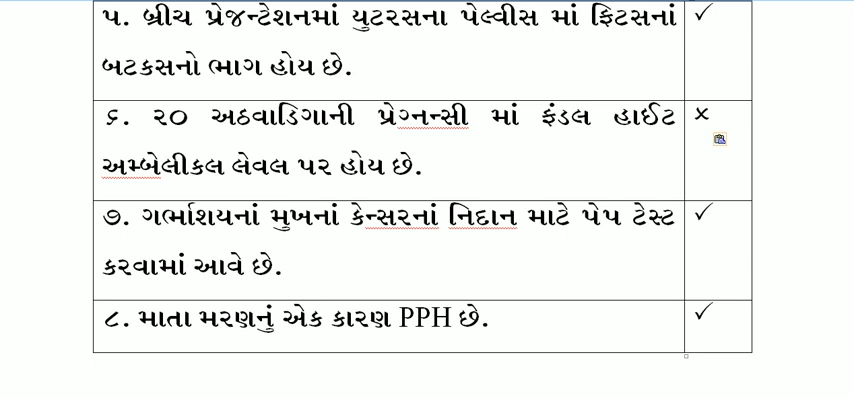 ૫. બ્રીચ પ્રેજન્ટેશનમાં યુટરસના પેલ્વીસ માં ફિટસનાં ✓
બટકસનો ભાગ હોય છે.
૬. ૨૦ અઠવાડિગાની પ્રેગ્નન્સી માં ફંડલ હાઈટ ×
અમ્બેલીકલ લેવલ પર હોય છે.
૭. ગર્ભાશયનાં મુખનાં કેન્સરનાં નિદાન માટે પેપ ટેસ્ટ ✓
કરવામાં આવે છે.
૮. માતા મરણનું એક કારણ PPH છે. ✓